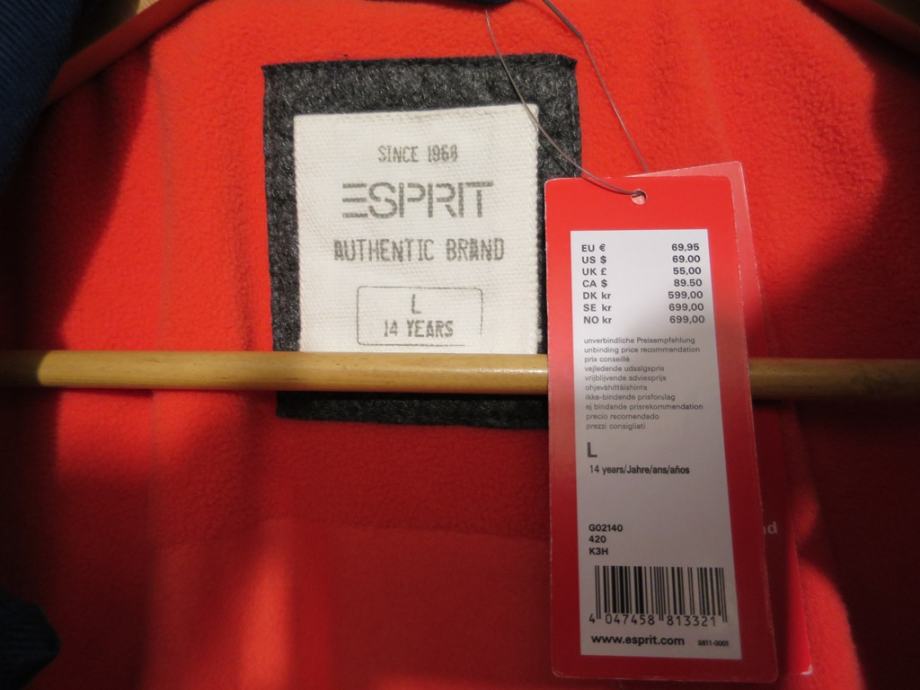 SINCE 1968
ESPRIT
AUTHENTIC BRAND
L
14 YEARS
EU € 69,95
US $ 69.00
UK £ 55,00
CA $ 89.50
DK kr 599,00
SE kr 699,00
NO kr 699,00
unverbindliche Preisempfehlung
unbinding price recommendation
prix conseillé
vejledende udsalgspris
vrijblijvende adviesprijs
ohjevähittäishinta
ikke-bindende prisforslag
ej bindande prisrekommendation
precio recomendado
prezzi consigliati
L
14 years/Jahre/ans/años
G02140
420
K3H
4 047458 813321
www.esprit.com